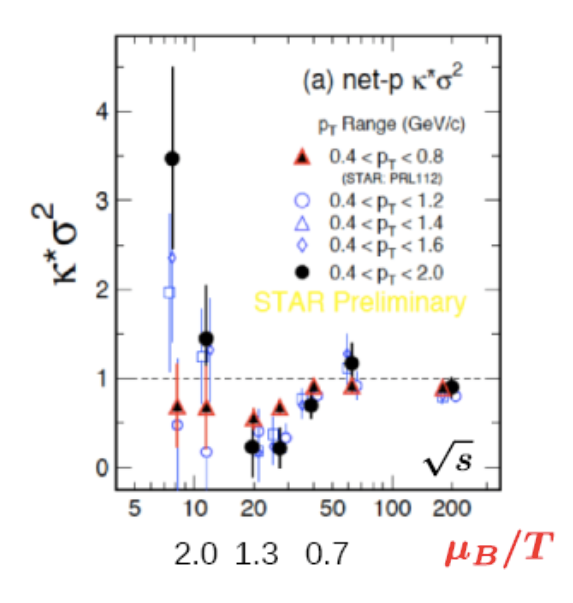 (a) net-p κ*σ²
p_T Range (GeV/c)
0.4 < p_T < 0.8
(STAR: PRL112)
0.4 < p_T < 1.2
0.4 < p_T < 1.4
0.4 < p_T < 1.6
0.4 < p_T < 2.0
STAR Preliminary
κ*σ²
4
3
2
1
0
√s
5 10 20 50 100 200
2.0 1.3 0.7 μ_B/T